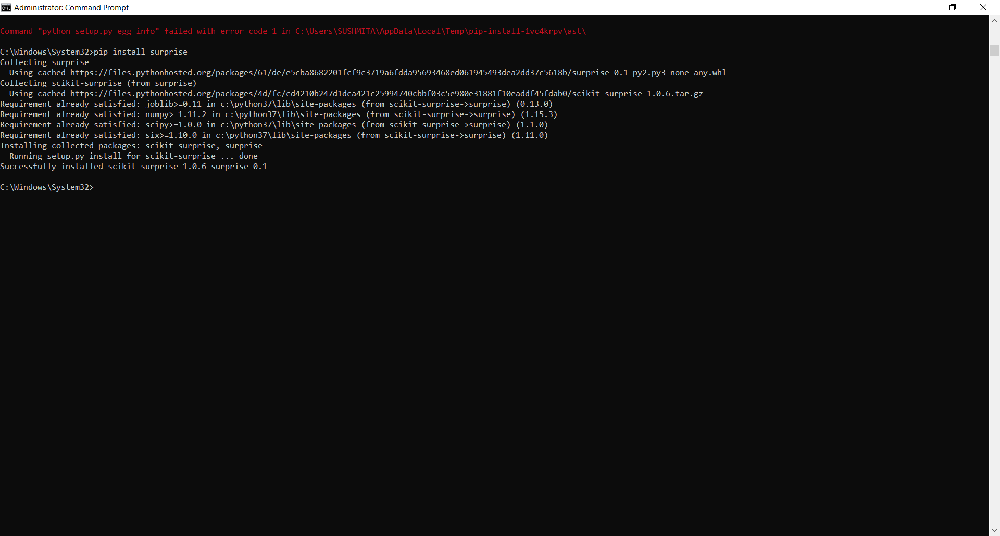 Administrator: Command Prompt
----------------------------------------
Command "python setup.py egg_info" failed with error code 1 in C:\Users\SUSHMITA\AppData\Local\Temp\pip-install-1vc4krpv\ast\
C:\Windows\System32>pip install surprise
Collecting surprise
  Using cached https://files.pythonhosted.org/packages/61/de/e5cba8682201fcf9c3719a6fdda95693468ed061945493dea2dd37c5618b/surprise-0.1-py2.py3-none-any.whl
Collecting scikit-surprise (from surprise)
  Using cached https://files.pythonhosted.org/packages/4d/fc/cd4210b247d1dca421c25994740cbbf03c5e980e31881f10eaddf45fdab0/scikit-surprise-1.0.6.tar.gz
Requirement already satisfied: joblib>=0.11 in c:\python37\lib\site-packages (from scikit-surprise->surprise) (0.13.0)
Requirement already satisfied: numpy>=1.11.2 in c:\python37\lib\site-packages (from scikit-surprise->surprise) (1.15.3)
Requirement already satisfied: scipy>=1.0.0 in c:\python37\lib\site-packages (from scikit-surprise->surprise) (1.1.0)
Requirement already satisfied: six>=1.10.0 in c:\python37\lib\site-packages (from scikit-surprise->surprise) (1.11.0)
Installing collected packages: scikit-surprise, surprise
  Running setup.py install for scikit-surprise ... done
Successfully installed scikit-surprise-1.0.6 surprise-0.1
C:\Windows\System32>